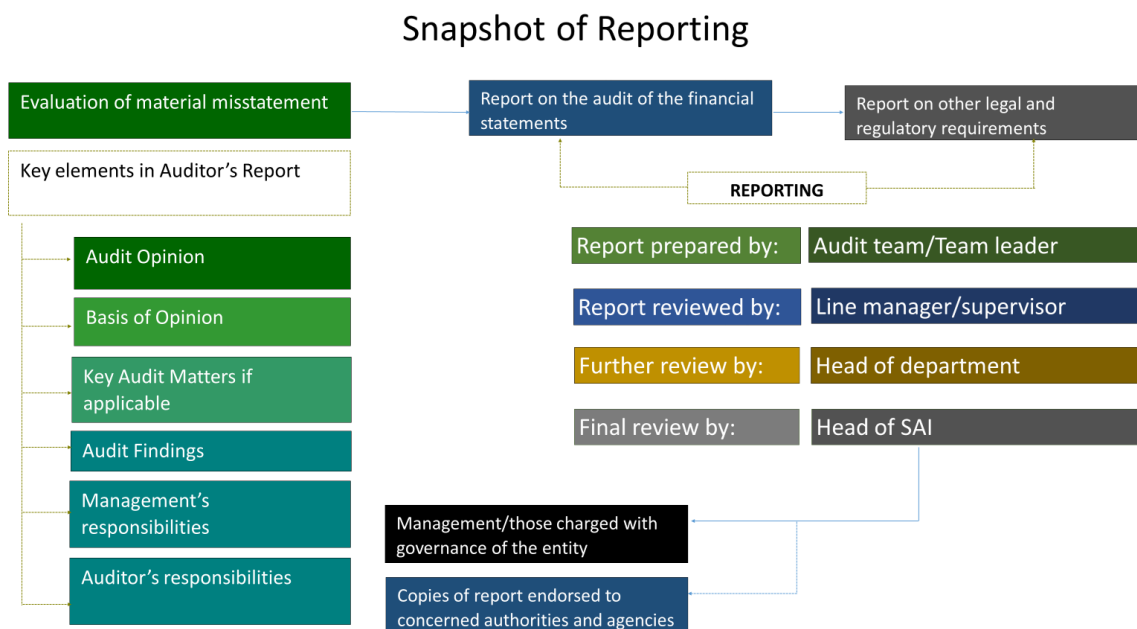 Snapshot of Reporting
Evaluation of material misstatement
Report on the audit of the financial
statements
Report on other legal and
regulatory requirements
Key elements in Auditor’s Report
REPORTING
Audit Opinion
Basis of Opinion
Key Audit Matters if
applicable
Audit Findings
Management’s
responsibilities
Auditor’s responsibilities
Report prepared by:
Audit team/Team leader
Report reviewed by:
Line manager/supervisor
Further review by:
Head of department
Final review by:
Head of SAI
Management/those charged with
governance of the entity
Copies of report endorsed to
concerned authorities and agencies